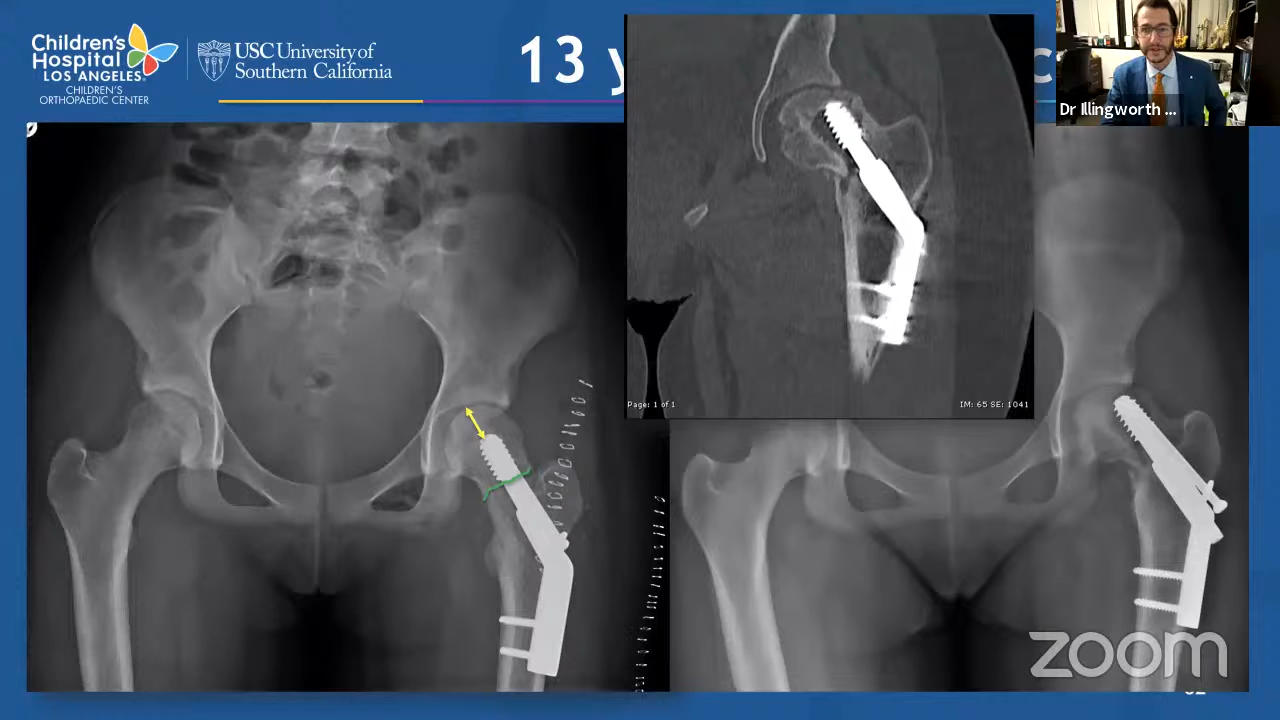 Children's
Hospital
LOS ANGELES
CHILDREN'S
ORTHOPAEDIC CENTER
USC University of
Southern California
13 y
Dr Illingworth ...
Page: 1 of 1
IM: 65 SE: 1041
zoom